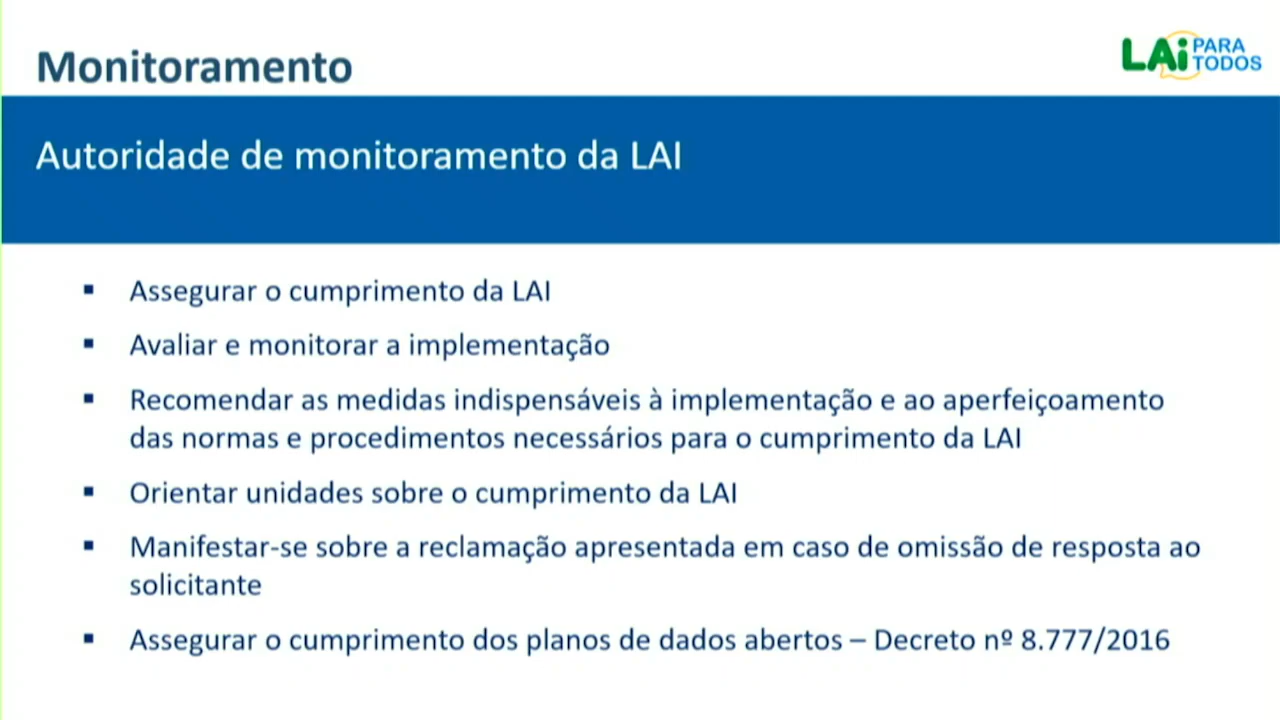 Monitoramento
LAi PARA
TODOS
Autoridade de monitoramento da LAI
▪ Assegurar o cumprimento da LAI
▪ Avaliar e monitorar a implementação
▪ Recomendar as medidas indispensáveis à implementação e ao aperfeiçoamento
das normas e procedimentos necessários para o cumprimento da LAI
▪ Orientar unidades sobre o cumprimento da LAI
▪ Manifestar-se sobre a reclamação apresentada em caso de omissão de resposta ao
solicitante
▪ Assegurar o cumprimento dos planos de dados abertos – Decreto nº 8.777/2016